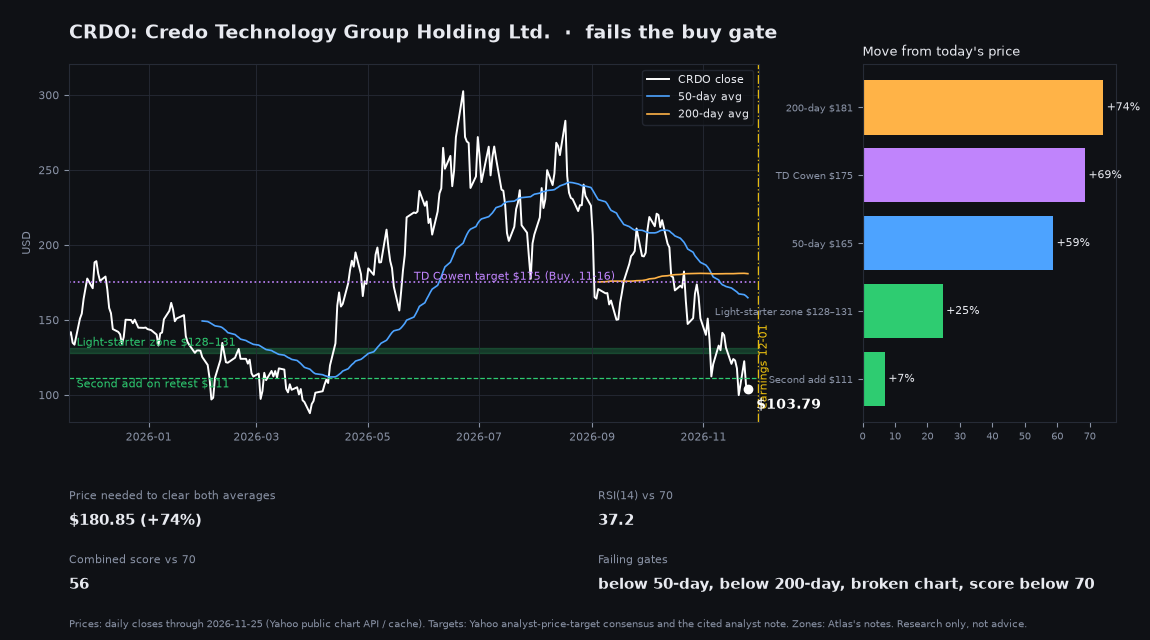 CRDO: Credo Technology Group Holding Ltd. · fails the buy gate
Move from today's price
CRDO close
50-day avg
200-day avg
USD
300
250
200
150
100
2026-01
2026-03
2026-05
2026-07
2026-09
2026-11
TD Cowen target $175 (Buy, 11-16)
Light-starter zone $128–131
Second add on retest $111
Earnings 12-01
$103.79
200-day $181
+74%
TD Cowen $175
+69%
50-day $165
+59%
Light-starter zone $128–131
+25%
Second add $111
+7%
0 10 20 30 40 50 60 70
Price needed to clear both averages
$180.85 (+74%)
RSI(14) vs 70
37.2
Combined score vs 70
56
Failing gates
below 50-day, below 200-day, broken chart, score below 70
Prices: daily closes through 2026-11-25 (Yahoo public chart API / cache). Targets: Yahoo analyst-price-target consensus and the cited analyst note. Zones: Atlas's notes. Research only, not advice.